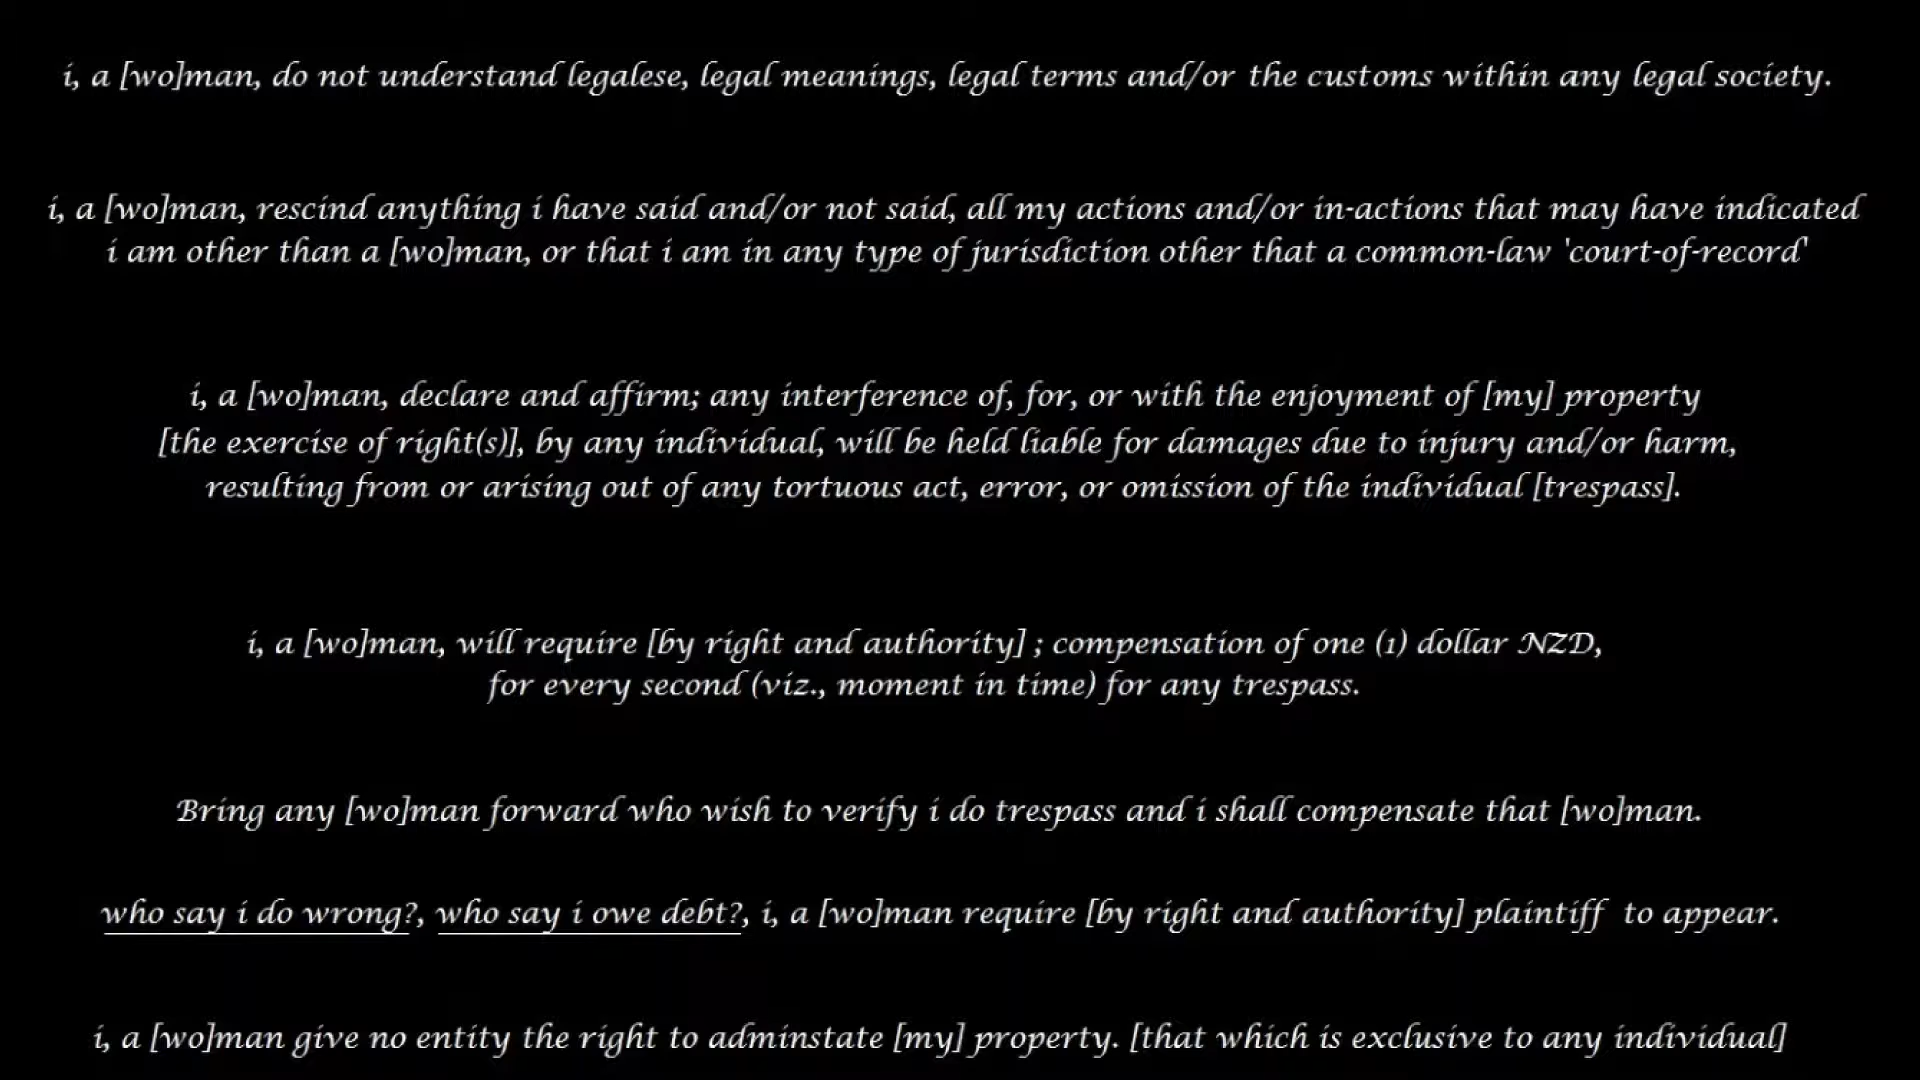 i, a [wo]man, do not understand legalese, legal meanings, legal terms and/or the customs within any legal society.
i, a [wo]man, rescind anything i have said and/or not said, all my actions and/or in-actions that may have indicated
i am other than a [wo]man, or that i am in any type of jurisdiction other that a common-law 'court-of-record'
i, a [wo]man, declare and affirm; any interference of, for, or with the enjoyment of [my] property
[the exercise of right(s)], by any individual, will be held liable for damages due to injury and/or harm,
resulting from or arising out of any tortuous act, error, or omission of the individual [trespass].
i, a [wo]man, will require [by right and authority] ; compensation of one (1) dollar NZD,
for every second (viz., moment in time) for any trespass.
Bring any [wo]man forward who wish to verify i do trespass and i shall compensate that [wo]man.
who say i do wrong?, who say i owe debt?, i, a [wo]man require [by right and authority] plaintiff to appear.
i, a [wo]man give no entity the right to adminstate [my] property. [that which is exclusive to any individual]